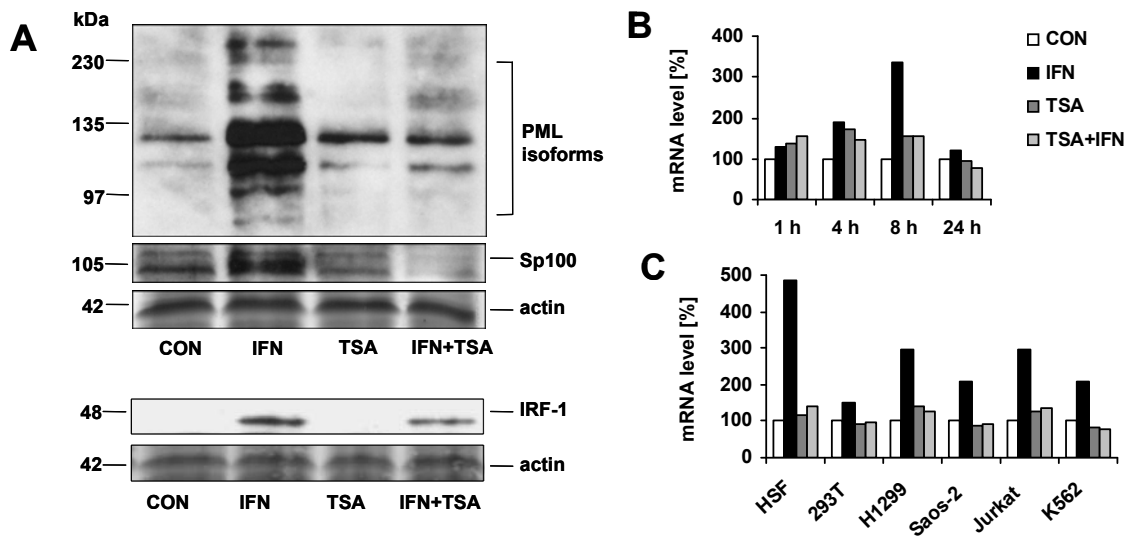 A
kDa
230
135
97
PML
isoforms
105
Sp100
42
actin
CON IFN TSA IFN+TSA
48
IRF-1
42
actin
CON IFN TSA IFN+TSA
B
mRNA level [%]
400
300
200
100
0
1 h 4 h 8 h 24 h
CON
IFN
TSA
TSA+IFN
C
mRNA level [%]
500
400
300
200
100
0
HSF 293T H1299 Saos-2 Jurkat K562